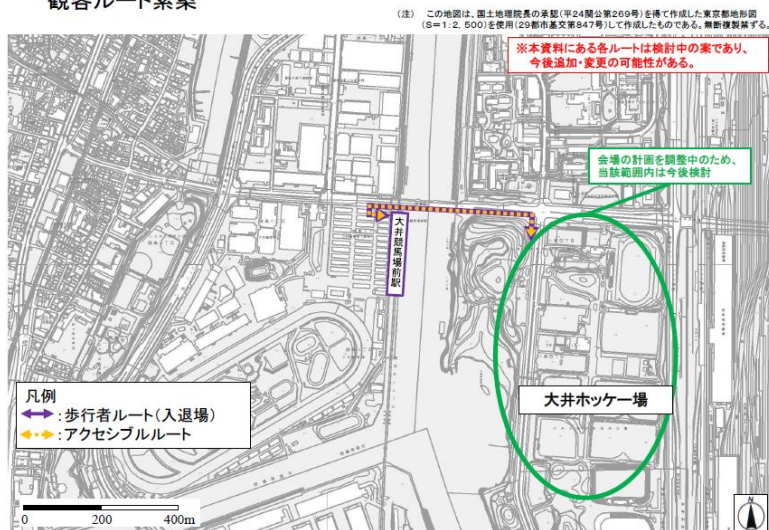 観客ルート素案
(注) この地図は、国土地理院長の承認(平24関公第269号)を得て作成した東京都地形図
(S=1:2,500)を使用(29都市基交第847号)して作成したものである。無断複製禁ずる。
※本資料にある各ルートは検討中の案であり、
今後追加・変更の可能性がある。
会場の計画を調整中のため、
当該範囲内は今後検討
大井競馬場前駅
大井ホッケー場
凡例
:歩行者ルート(入退場)
:アクセシブルルート
0 200 400m
N